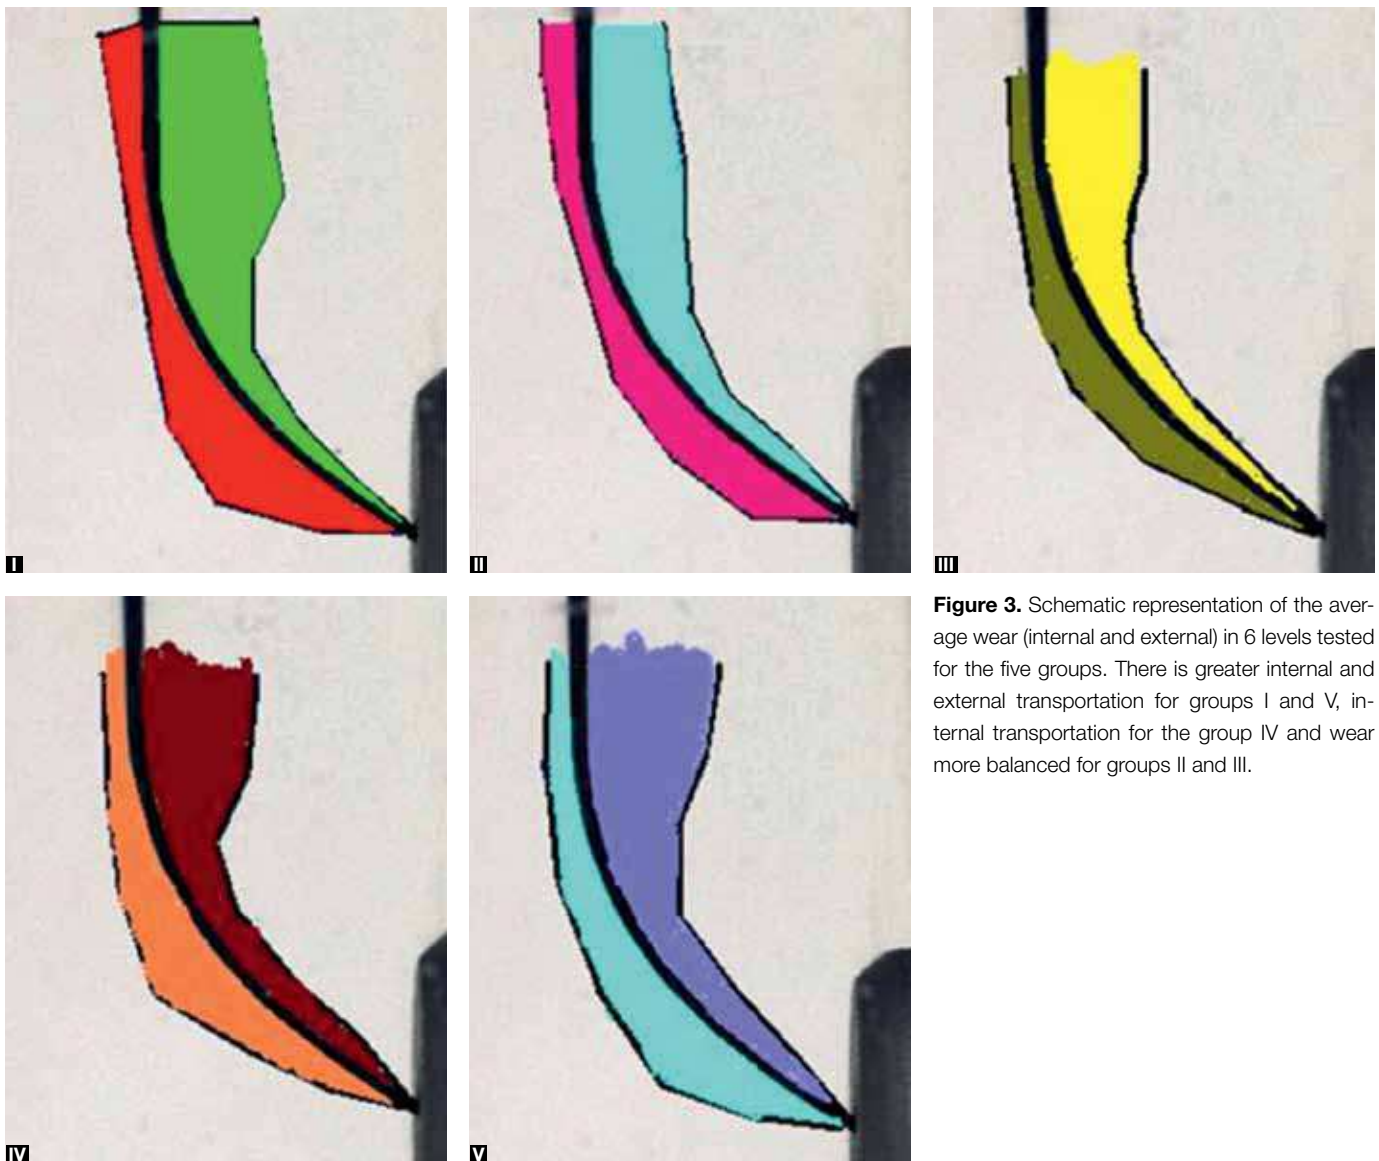 I
II
III
Figure 3. Schematic representation of the aver-
age wear (internal and external) in 6 levels tested
for the five groups. There is greater internal and
external transportation for groups I and V, in-
ternal transportation for the group IV and wear
more balanced for groups II and III.
IV
V